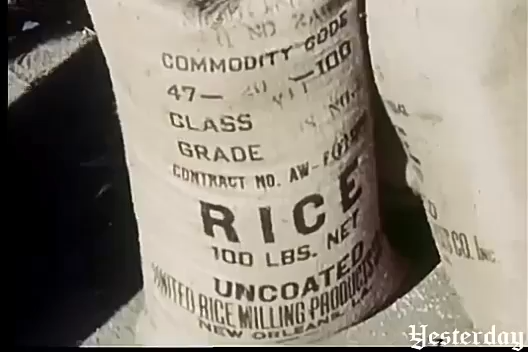 COMMODITY CODE
47— —100
CLASS
GRADE
CONTRACT NO. AW-
RICE
100 LBS. NET
UNCOATED
UNITED RICE MILLING PRODUCTS
NEW ORLEANS, LA.
CO. Inc.
Yesterday